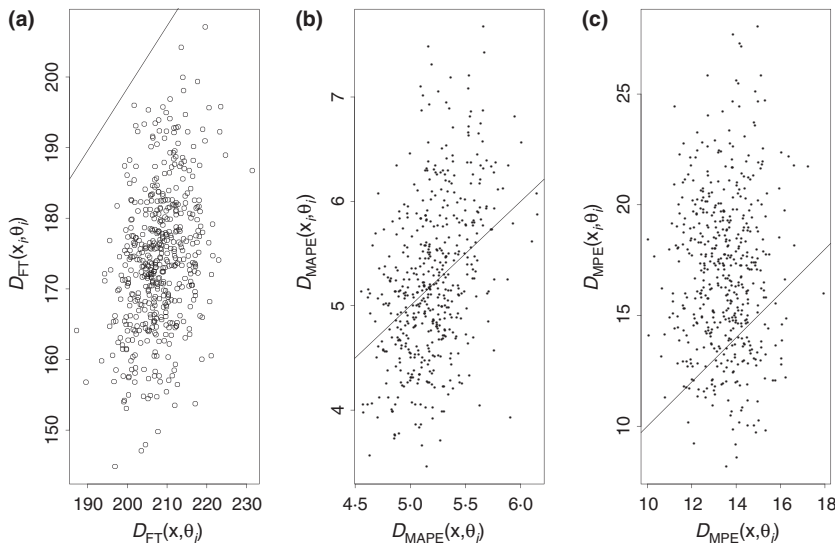 (a)
(b)
(c)
D_FT(x_i,θ_i)
200
190
180
170
160
150
190 200 210 220 230
D_FT(x,θ_i)
D_MAPE(x_i,θ_i)
7
6
5
4
4·5 5·0 5·5 6·0
D_MAPE(x,θ_i)
D_MPE(x_i,θ_i)
25
20
15
10
10 12 14 16 18
D_MPE(x,θ_i)